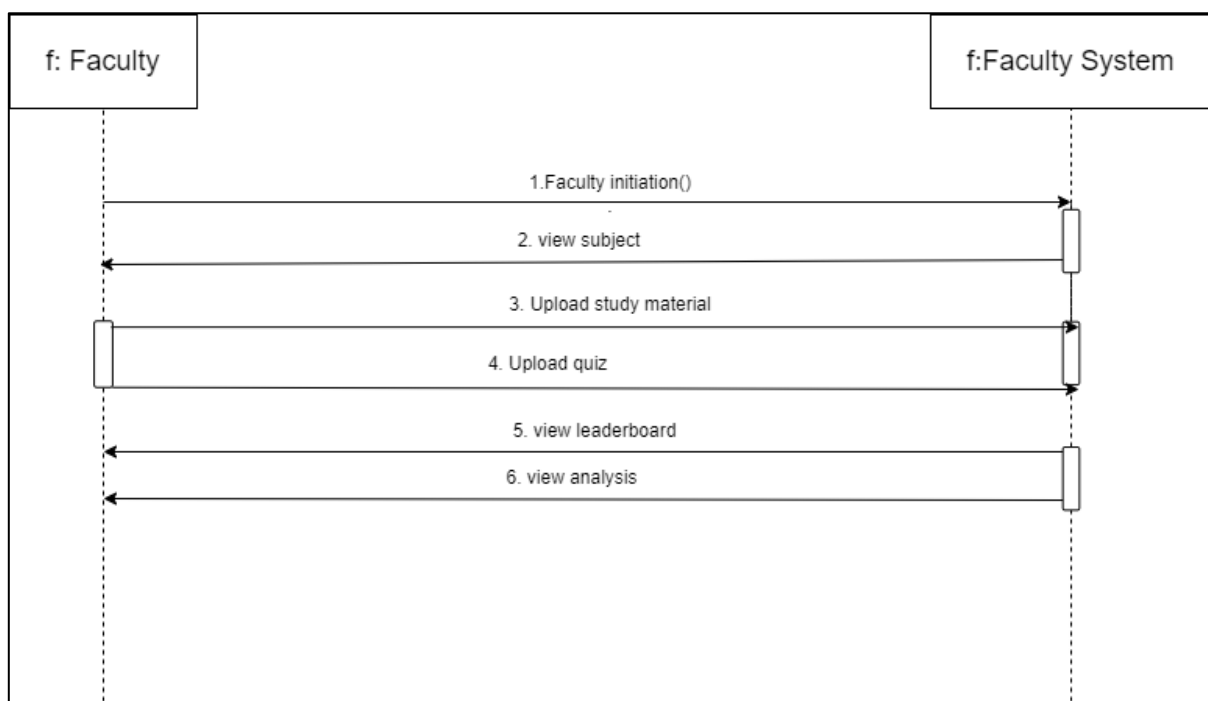 f: Faculty
f:Faculty System
1.Faculty initiation()
2. view subject
3. Upload study material
4. Upload quiz
5. view leaderboard
6. view analysis